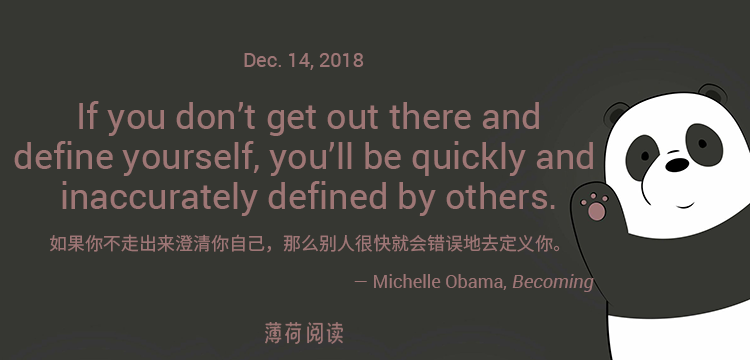 Dec. 14, 2018
If you don’t get out there and
define yourself, you’ll be quickly and
inaccurately defined by others.
如果你不走出来澄清你自己，那么别人很快就会错误地去定义你。
— Michelle Obama, Becoming
薄荷阅读